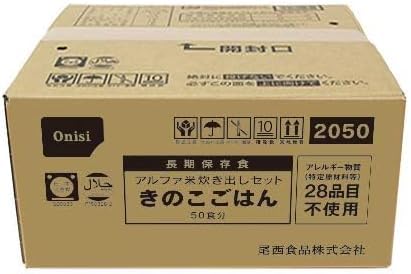 開封口
Onisi
10
2050
長期保存食
アルファ米炊き出しセット
きのこごはん
50食分
アレルギー物質
(特定原材料等)
28品目
不使用
尾西食品株式会社